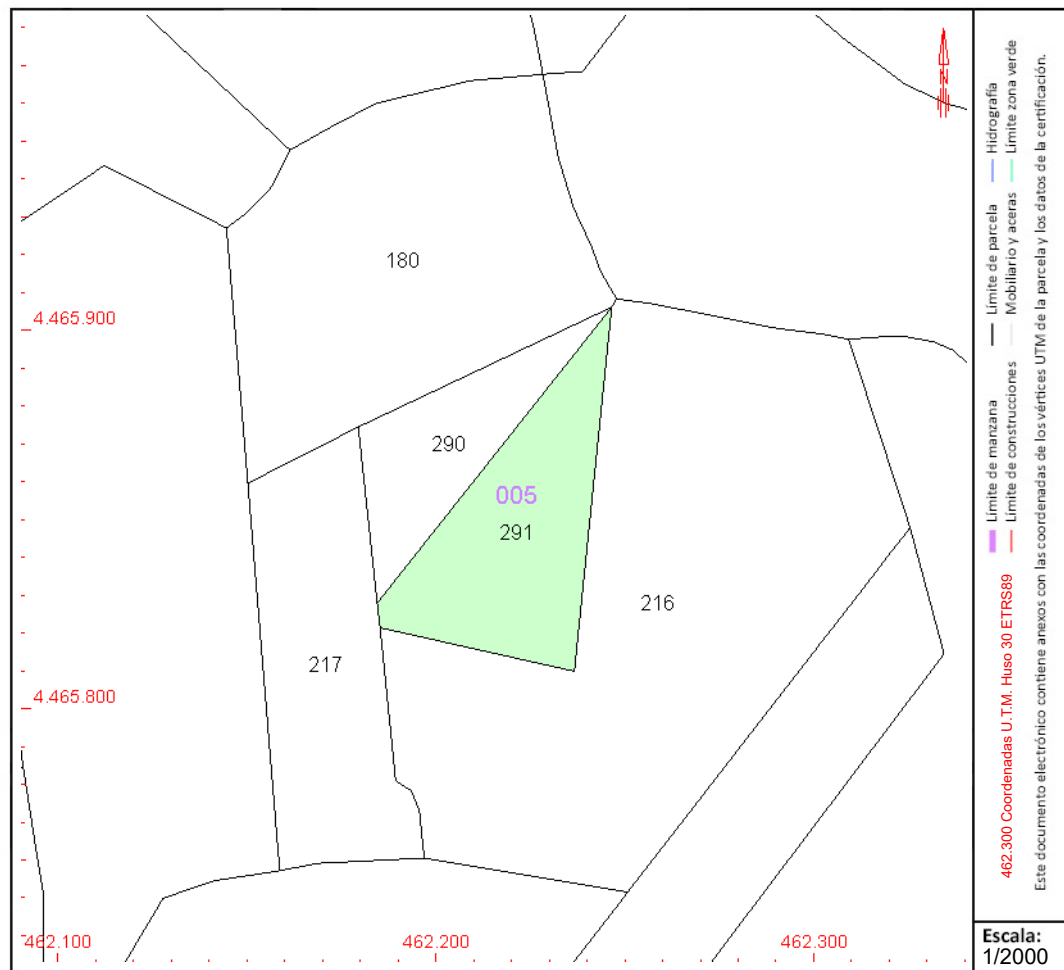 180
4.465.900
290
005
291
216
217
4.465.800
462.100
462.200
462.300
N
Límite de manzana
Límite de parcela
Hidrografía
Límite de construcciones
Mobiliario y aceras
Límite zona verde
462.300 Coordenadas U.T.M. Huso 30 ETRS89
Este documento electrónico contiene anexos con las coordenadas de los vértices UTM de la parcela y los datos de la certificación.
Escala:
1/2000